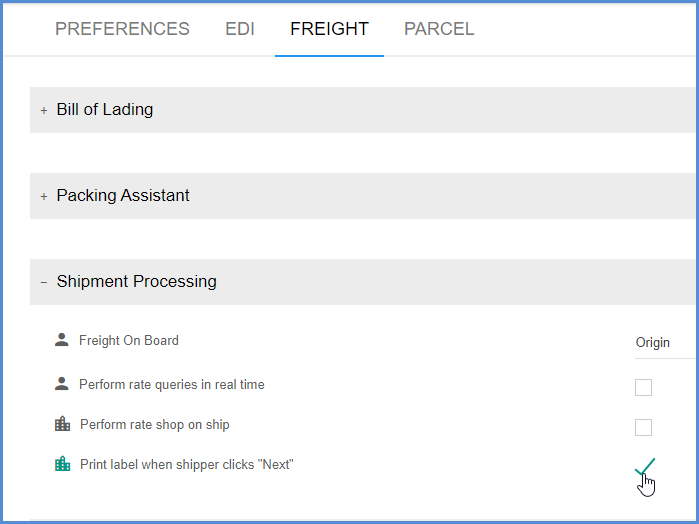 PREFERENCES EDI FREIGHT PARCEL
+ Bill of Lading
+ Packing Assistant
− Shipment Processing
Freight On Board Origin
Perform rate queries in real time
Perform rate shop on ship
Print label when shipper clicks "Next"